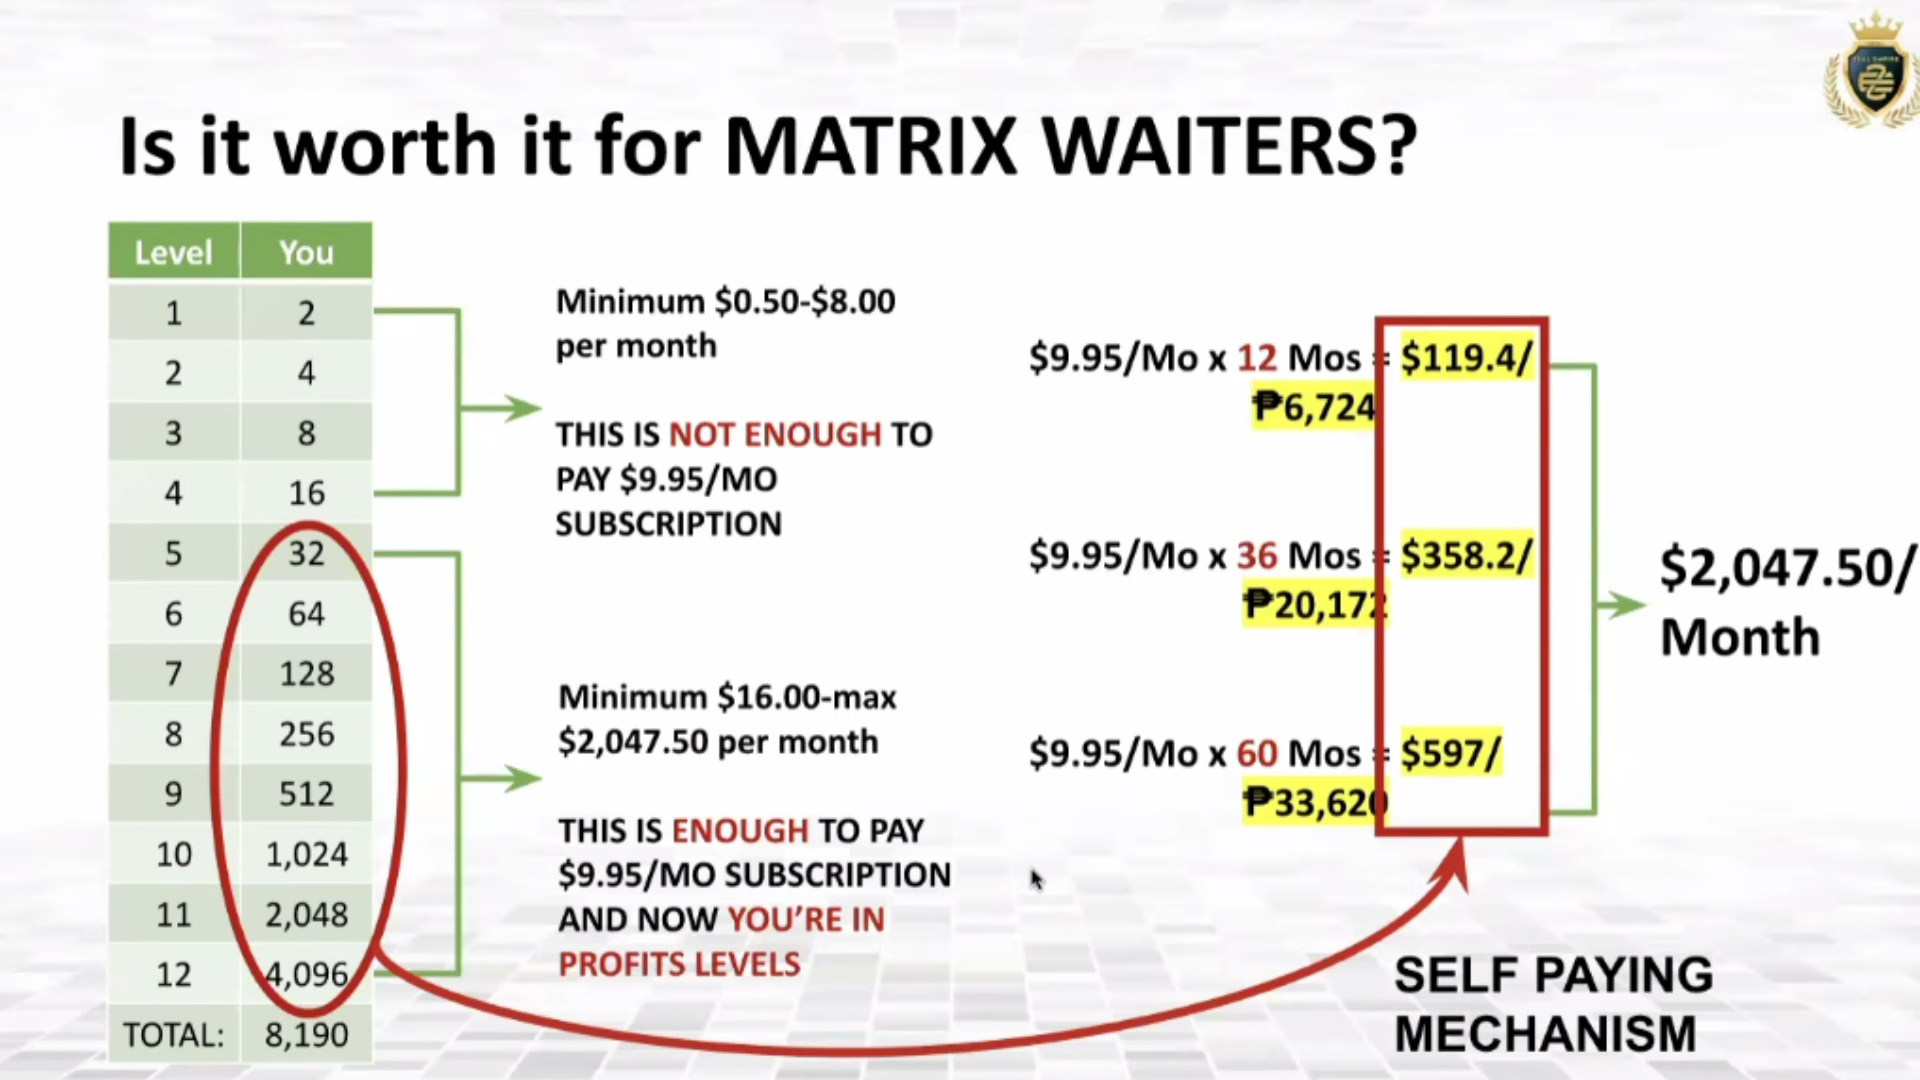 Is it worth it for MATRIX WAITERS?
Level You
1 2
2 4
3 8
4 16
5 32
6 64
7 128
8 256
9 512
10 1,024
11 2,048
12 4,096
TOTAL: 8,190
Minimum $0.50-$8.00
per month
THIS IS NOT ENOUGH TO
PAY $9.95/MO
SUBSCRIPTION
Minimum $16.00-max
$2,047.50 per month
THIS IS ENOUGH TO PAY
$9.95/MO SUBSCRIPTION
AND NOW YOU'RE IN
PROFITS LEVELS
$9.95/Mo x 12 Mos = $119.4/
₱6,724
$9.95/Mo x 36 Mos = $358.2/
₱20,172
$9.95/Mo x 60 Mos = $597/
₱33,620
$2,047.50/
Month
SELF PAYING
MECHANISM